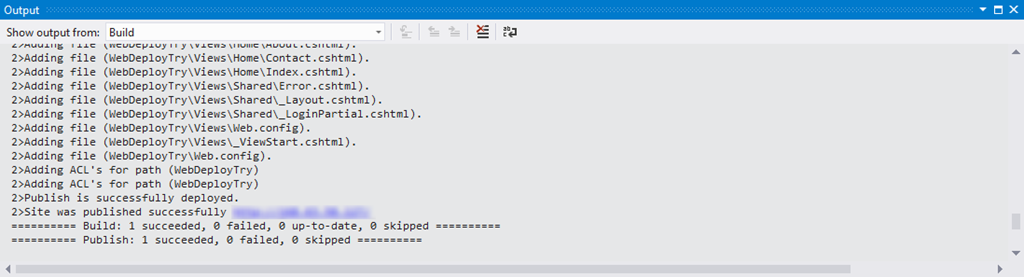 Output
Show output from: Build
2>Adding file (WebDeployTry\Views\Home\About.cshtml).
2>Adding file (WebDeployTry\Views\Home\Contact.cshtml).
2>Adding file (WebDeployTry\Views\Home\Index.cshtml).
2>Adding file (WebDeployTry\Views\Shared\Error.cshtml).
2>Adding file (WebDeployTry\Views\Shared\_Layout.cshtml).
2>Adding file (WebDeployTry\Views\Shared\_LoginPartial.cshtml).
2>Adding file (WebDeployTry\Views\Web.config).
2>Adding file (WebDeployTry\Views\_ViewStart.cshtml).
2>Adding file (WebDeployTry\Web.config).
2>Adding ACL's for path (WebDeployTry)
2>Adding ACL's for path (WebDeployTry)
2>Publish is successfully deployed.
2>Site was published successfully
========== Build: 1 succeeded, 0 failed, 0 up-to-date, 0 skipped ==========
========== Publish: 1 succeeded, 0 failed, 0 skipped ==========